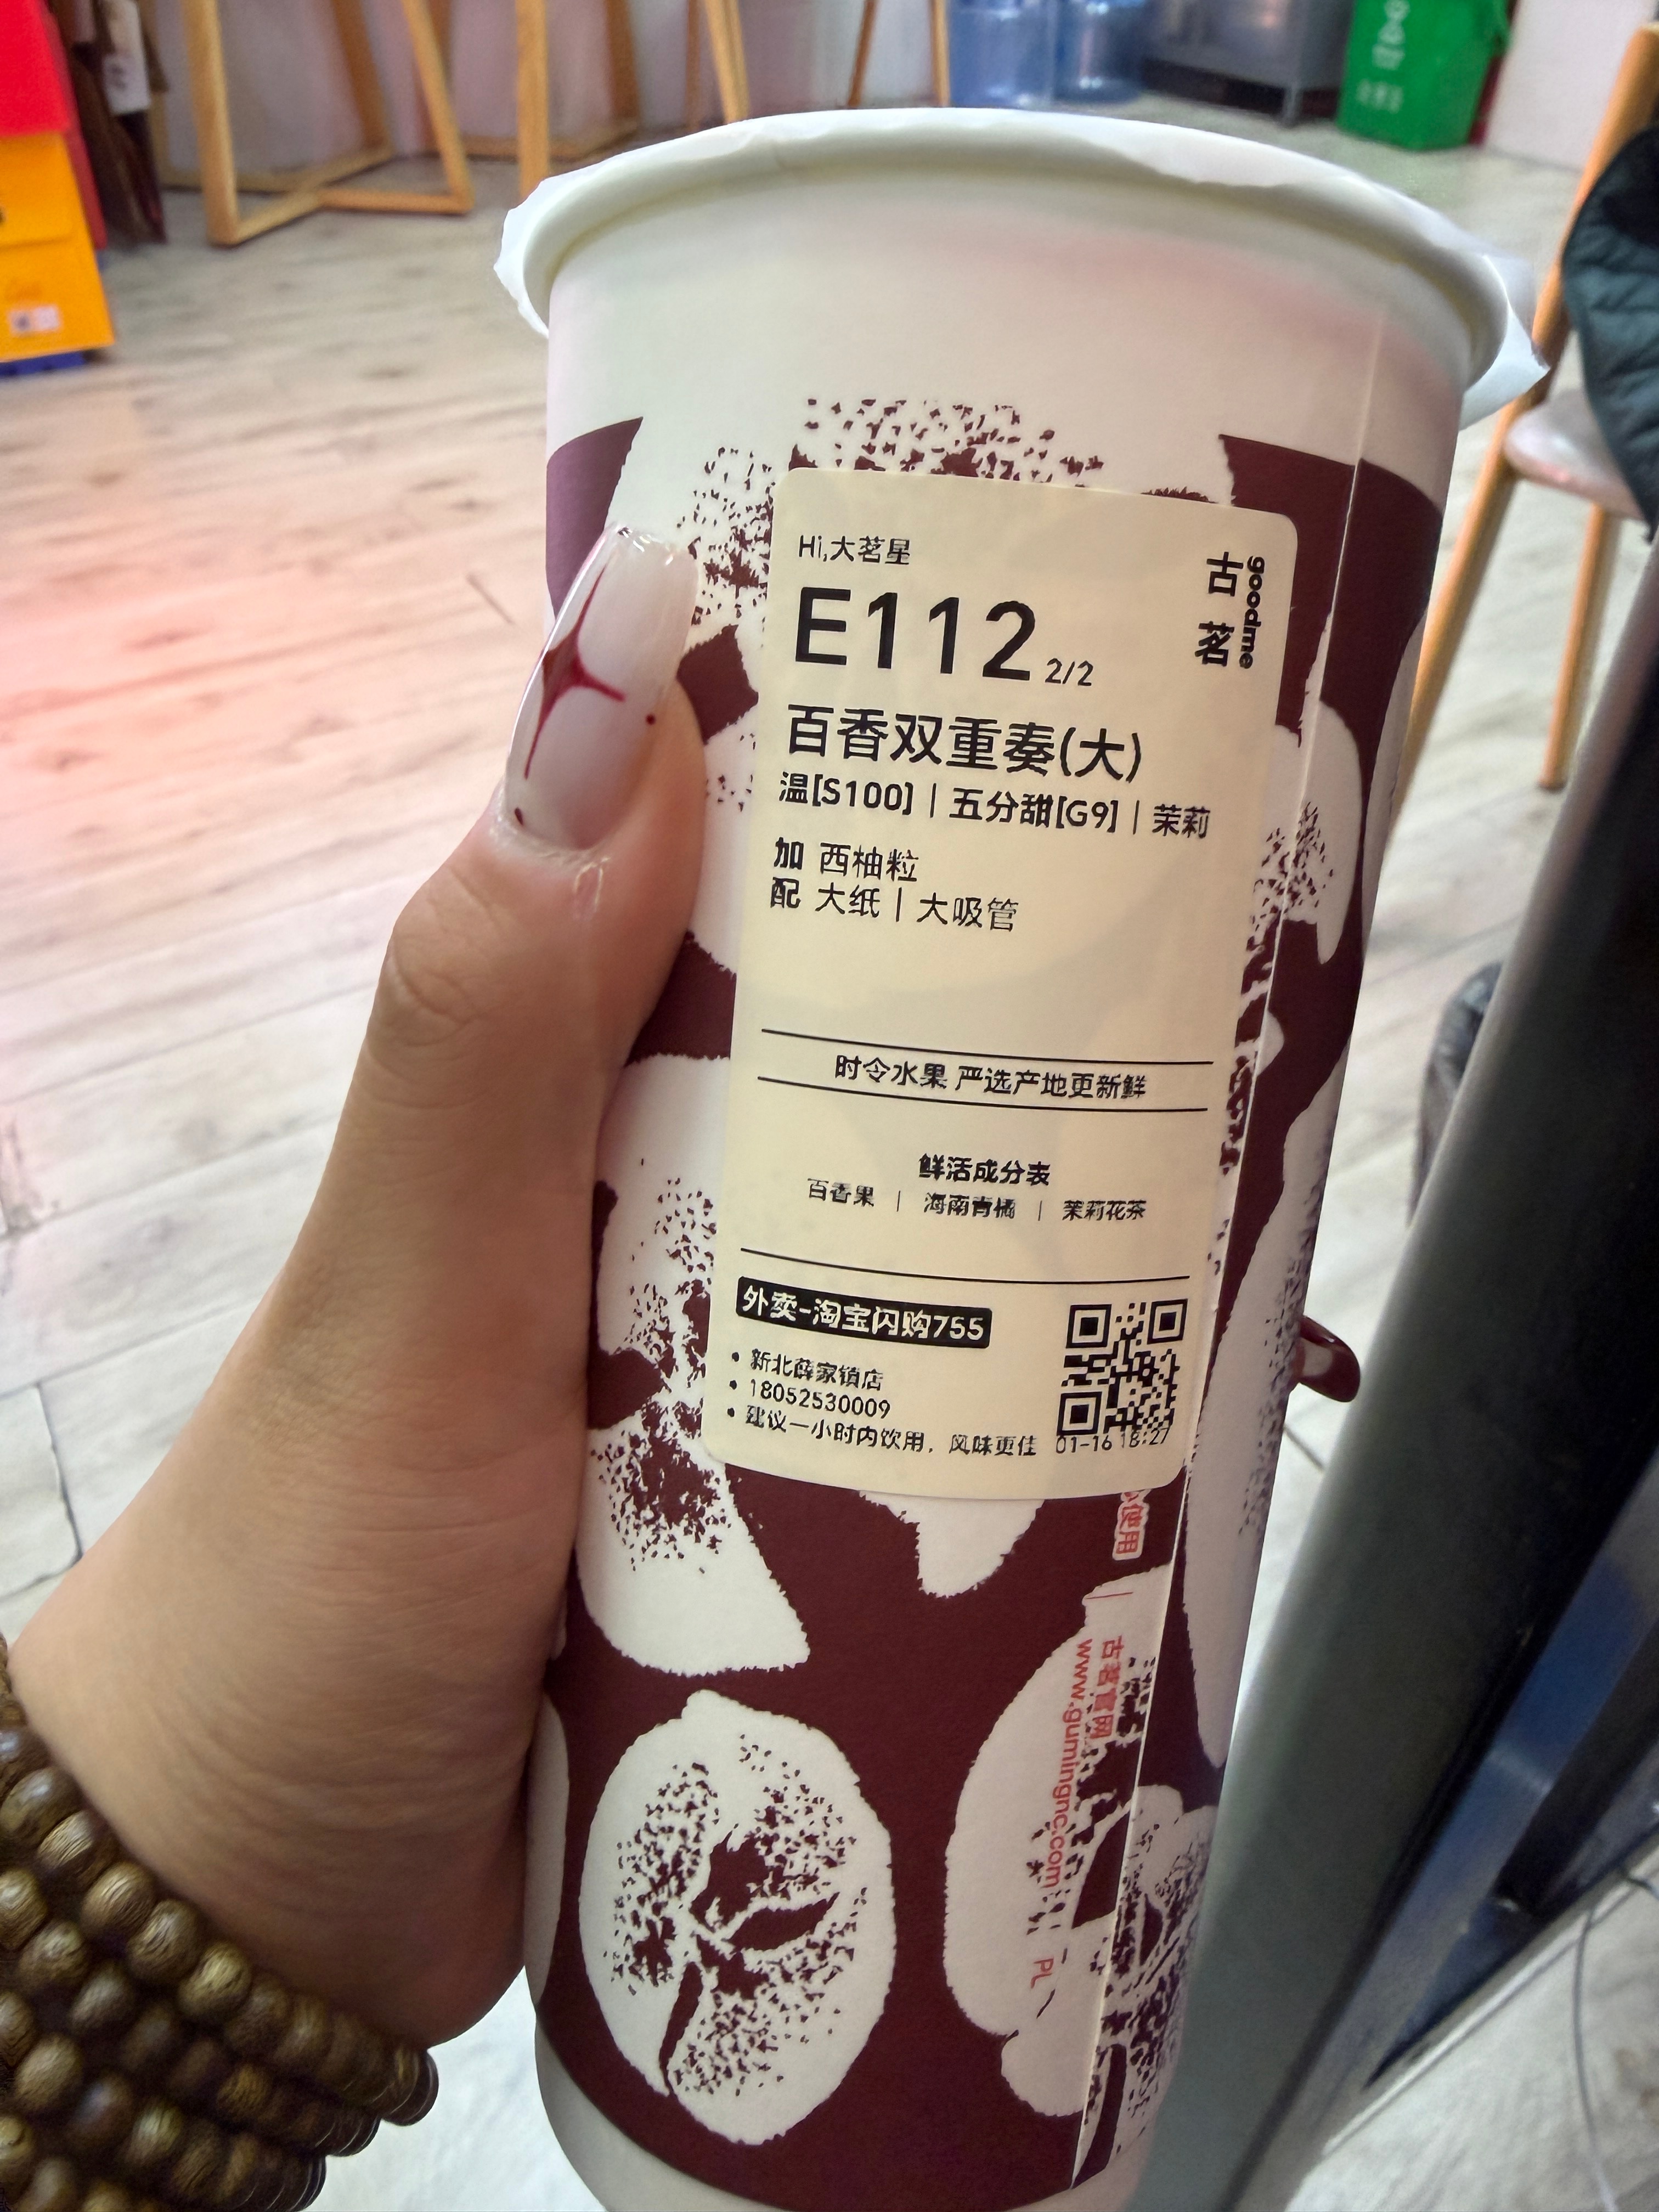 Hi,大茗星
古茗
goodme
E112 2/2
百香双重奏(大)
温[S100] | 五分甜[G9] | 茉莉
加 西柚粒
配 大纸 | 大吸管
时令水果 严选产地更新鲜
鲜活成分表
百香果 | 海南青橘 | 茉莉花茶
外卖-淘宝闪购755
• 新北薛家镇店
• 18052530009
• 建议一小时内饮用，风味更佳
01-16 18:27
使用
古茗官网
www.gumingnc.com
PL